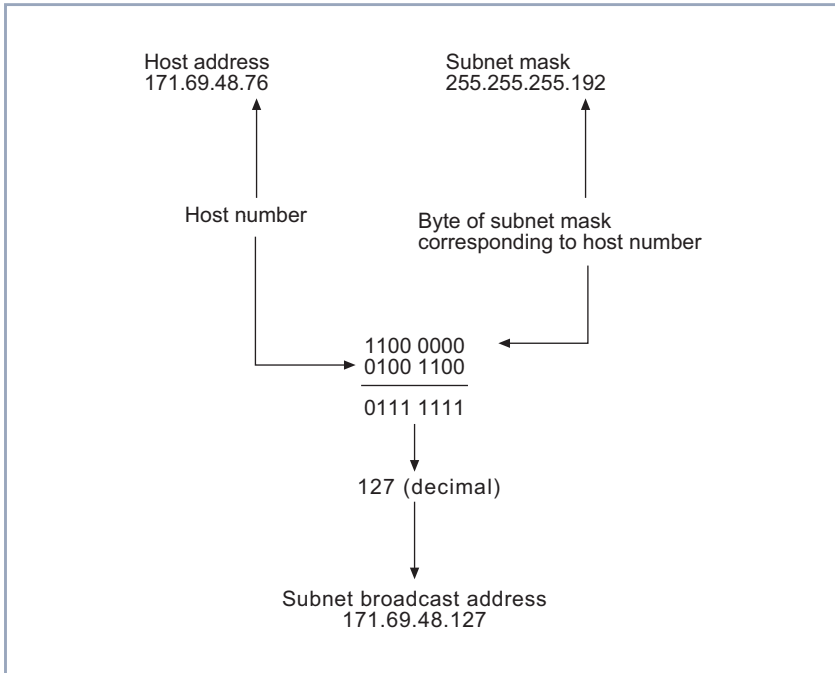 Host address
171.69.48.76
Subnet mask
255.255.255.192
Host number
Byte of subnet mask
corresponding to host number
1100 0000
0100 1100
0111 1111
127 (decimal)
Subnet broadcast address
171.69.48.127